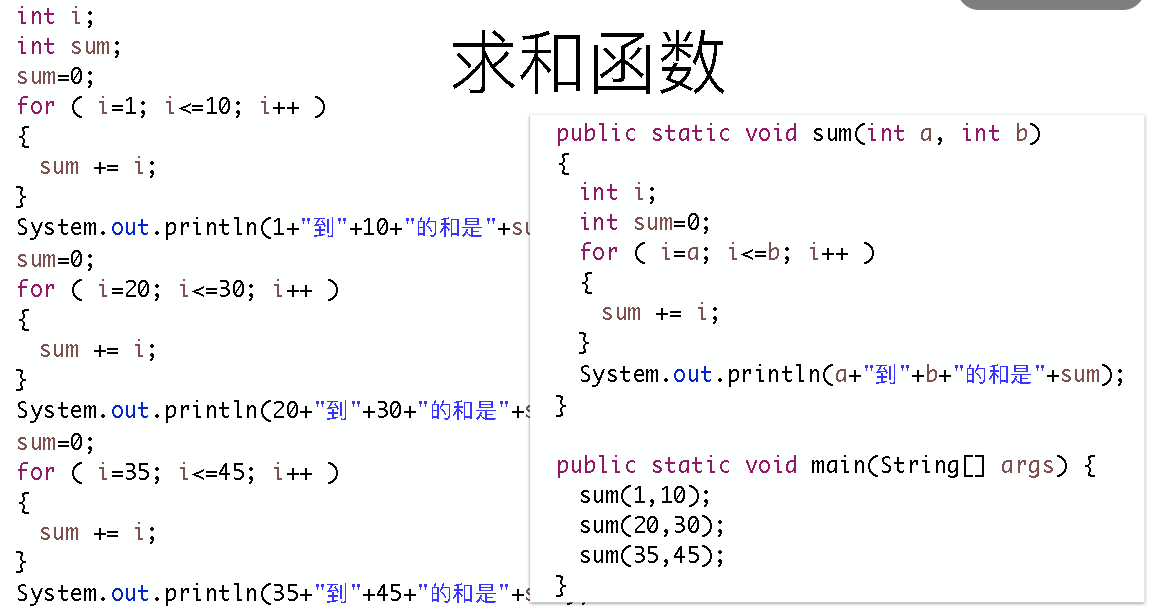 求和函数
int i;
int sum;
sum=0;
for ( i=1; i<=10; i++ )
{
  sum += i;
}
System.out.println(1+"到"+10+"的和是"+su
sum=0;
for ( i=20; i<=30; i++ )
{
  sum += i;
}
System.out.println(20+"到"+30+"的和是"+s
sum=0;
for ( i=35; i<=45; i++ )
{
  sum += i;
}
System.out.println(35+"到"+45+"的和是"+s
public static void sum(int a, int b)
{
  int i;
  int sum=0;
  for ( i=a; i<=b; i++ )
  {
    sum += i;
  }
  System.out.println(a+"到"+b+"的和是"+sum);
}
public static void main(String[] args) {
  sum(1,10);
  sum(20,30);
  sum(35,45);
}